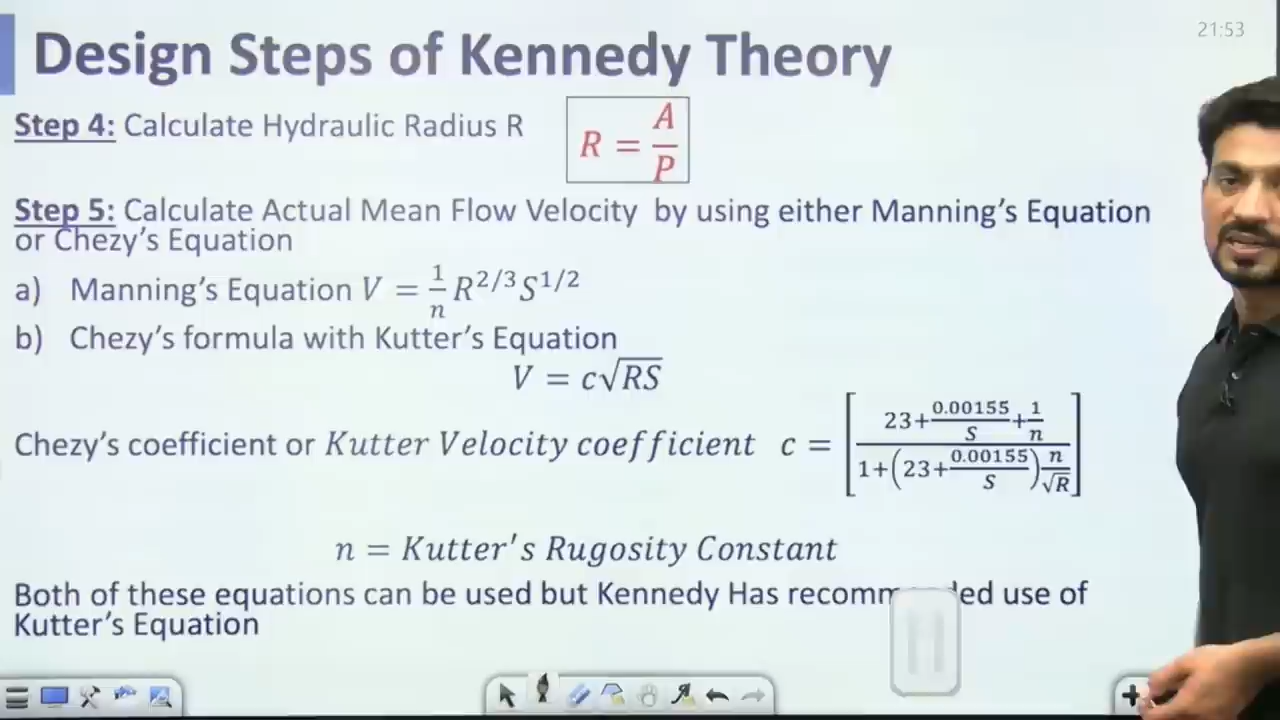 21:53
Design Steps of Kennedy Theory
Step 4: Calculate Hydraulic Radius R
R = A/P
Step 5: Calculate Actual Mean Flow Velocity by using either Manning's Equation
or Chezy's Equation
a) Manning's Equation V = 1/n R^2/3 S^1/2
b) Chezy's formula with Kutter's Equation
V = c√RS
Chezy's coefficient or Kutter Velocity coefficient c = [(23+0.00155/S+1/n)/(1+(23+0.00155/S)n/√R)]
n = Kutter's Rugosity Constant
Both of these equations can be used but Kennedy Has use of
Kutter's Equation